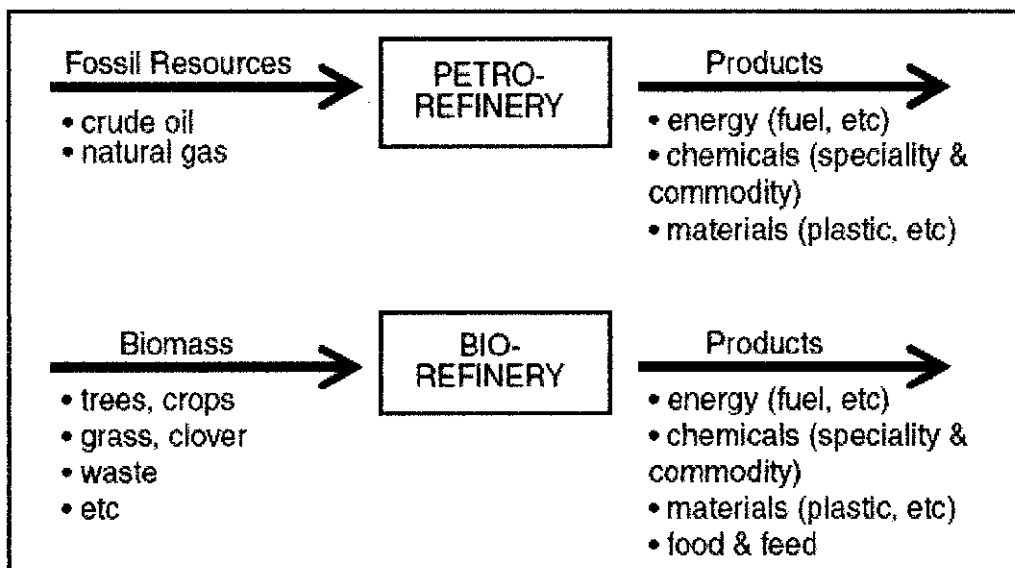 Fossil Resources
• crude oil
• natural gas
PETRO-
REFINERY
Products
• energy (fuel, etc)
• chemicals (speciality &
commodity)
• materials (plastic, etc)
Biomass
• trees, crops
• grass, clover
• waste
• etc
BIO-
REFINERY
Products
• energy (fuel, etc)
• chemicals (speciality &
commodity)
• materials (plastic, etc)
• food & feed